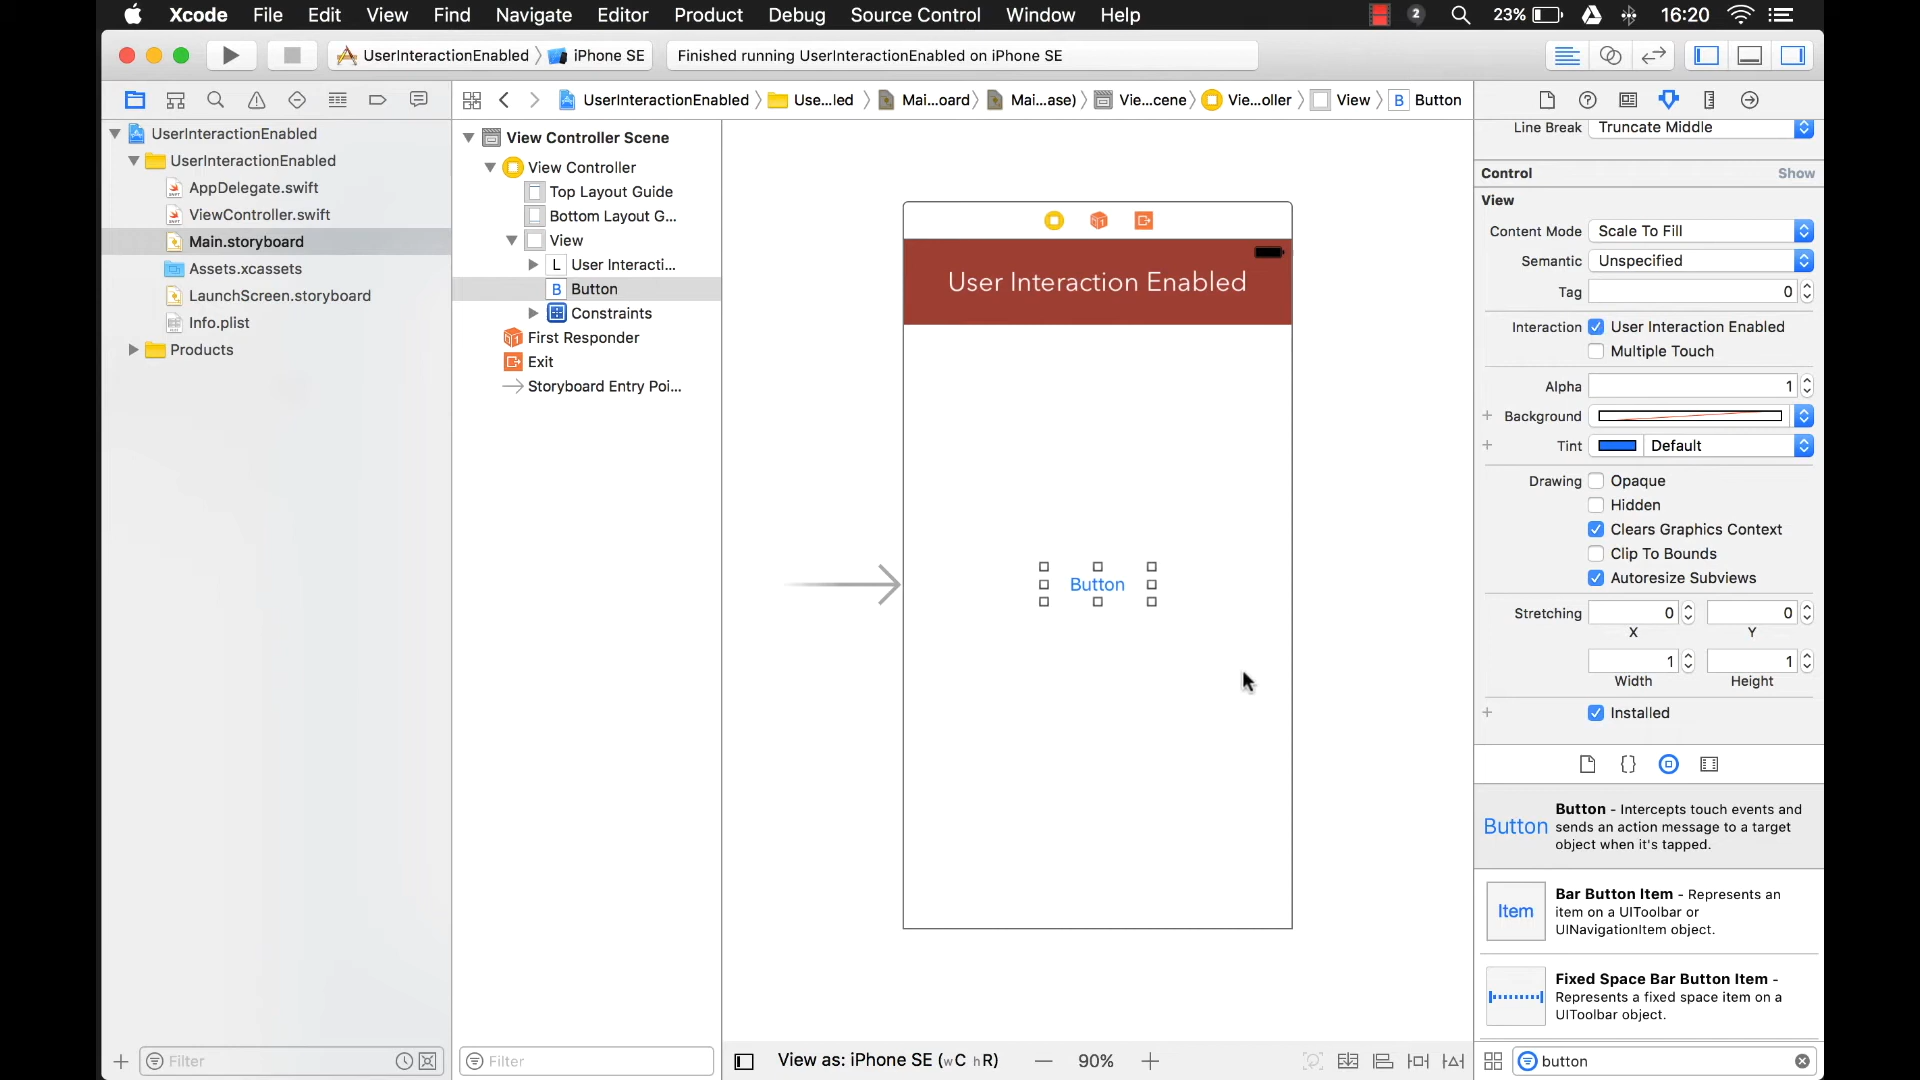 Xcode File Edit View Find Navigate Editor Product Debug Source Control Window Help 2 23% 16:20
UserInteractionEnabled iPhone SE Finished running UserInteractionEnabled on iPhone SE
UserInteractionEnabled Use...led Mai...oard Mai...ase) Vie...cene Vie...oller View B Button
UserInteractionEnabled
UserInteractionEnabled
AppDelegate.swift
ViewController.swift
Main.storyboard
Assets.xcassets
LaunchScreen.storyboard
Info.plist
Products
Filter
View Controller Scene
View Controller
Top Layout Guide
Bottom Layout G...
View
L User Interacti...
B Button
Constraints
First Responder
Exit
Storyboard Entry Poi...
Filter
User Interaction Enabled
Button
View as: iPhone SE (wC hR) — 90% +
Line Break Truncate Middle
Control Show
View
Content Mode Scale To Fill
Semantic Unspecified
Tag 0
Interaction User Interaction Enabled
Multiple Touch
Alpha 1
+ Background
+ Tint Default
Drawing Opaque
Hidden
Clears Graphics Context
Clip To Bounds
Autoresize Subviews
Stretching 0 0
X Y
1 1
Width Height
+ Installed
Button
Button - Intercepts touch events and
sends an action message to a target
object when it's tapped.
Item
Bar Button Item - Represents an
item on a UIToolbar or
UINavigationItem object.
Fixed Space Bar Button Item -
Represents a fixed space item on a
UIToolbar object.
button